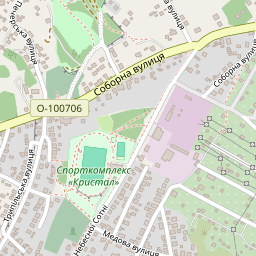 вулиця
Соборна вулиця
Соборна
О-100706
Трипільська вулиця
Спорткомплекс
«Кристал»
Небесної Сотні
Медова вулиця